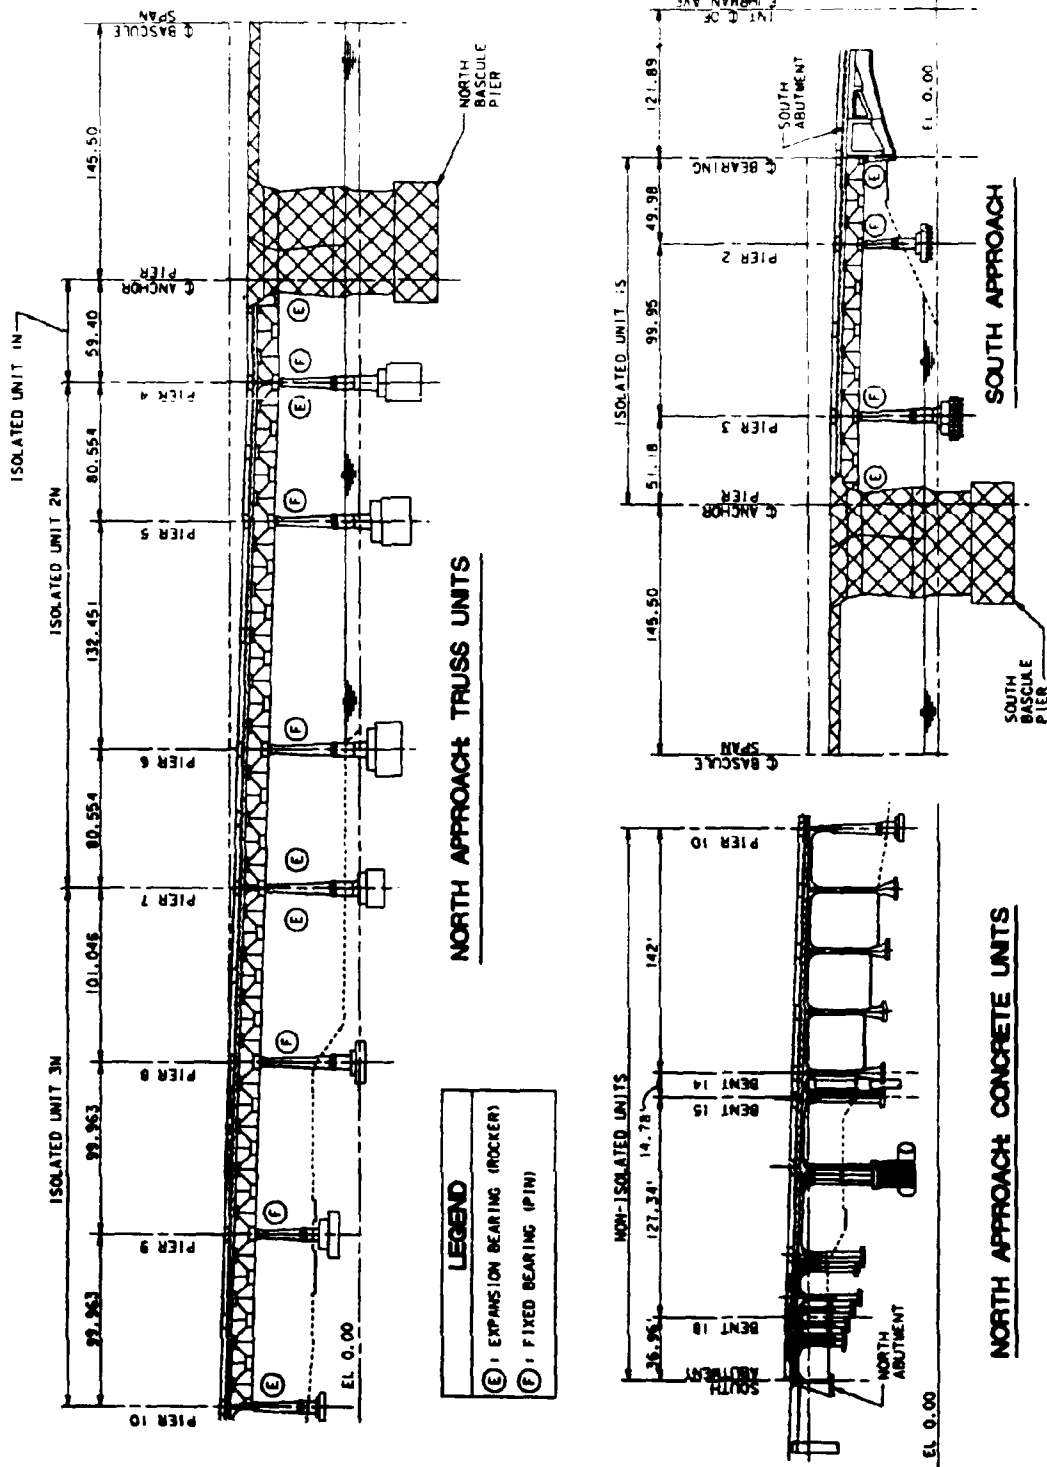 ℄ BASCULE
SPAN
145.50
NORTH
BASCULE
PIER
℄ ANCHOR
PIER
ISOLATED UNIT 1N
59.40
PIER 4
80.554
PIER 5
ISOLATED UNIT 2N
132.451
PIER 6
80.554
PIER 7
101.046
PIER 8
ISOLATED UNIT 3N
99.963
PIER 9
99.963
PIER 10
E
F
E
F
F
E
E
F
F
E
EL 0.00
NORTH APPROACH: TRUSS UNITS
LEGEND
E : EXPANSION BEARING (ROCKER)
F : FIXED BEARING (PIN)
INT ℄ OF
121.89
SOUTH
ABUTMENT
EL 0.00
℄ BEARING
49.98
PIER 2
ISOLATED UNIT 1S
99.95
PIER 3
51.18
℄ ANCHOR
PIER
E
F
F
E
145.50
SOUTH
BASCULE
PIER
℄ BASCULE
SPAN
SOUTH APPROACH
PIER 10
142'
NON-ISOLATED UNITS
BENT 14
14.78'
BENT 15
127.34'
BENT 18
36.96'
SOUTH
ABUTMENT
NORTH
ABUTMENT
EL 0.00
NORTH APPROACH: CONCRETE UNITS